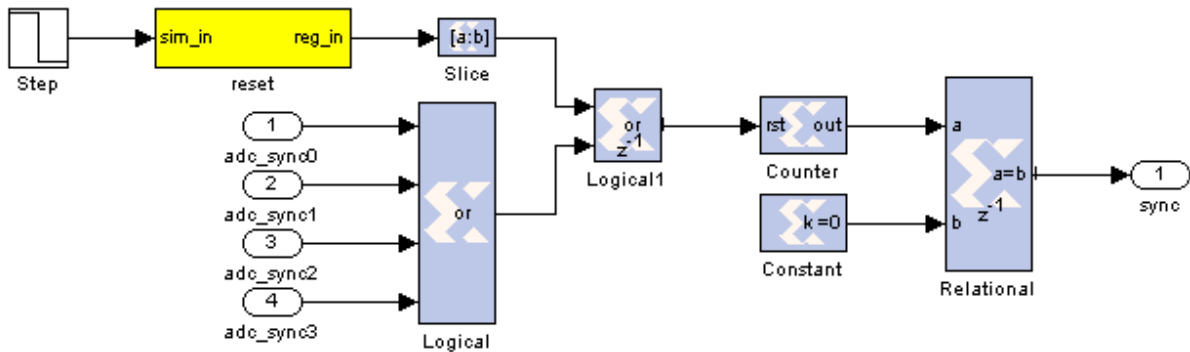 Step
sim_in
reg_in
reset
[a:b]
Slice
1
adc_sync0
2
adc_sync1
3
adc_sync2
4
adc_sync3
or
Logical
or
z-1
Logical1
rst
out
Counter
k =0
Constant
a
b
a=b
z-1
Relational
1
sync